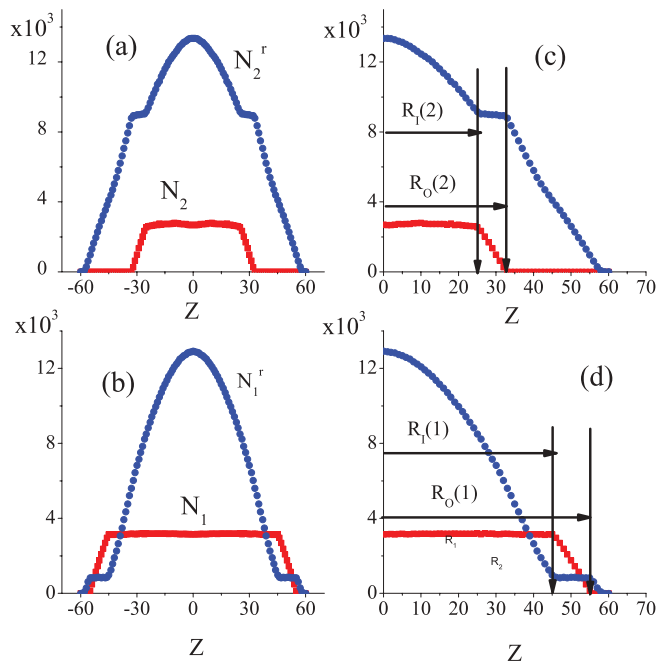 x10³
(a)
N₂ʳ
N₂
12
8
4
0
-60 -30 0 30 60
Z
x10³
(c)
R_I(2)
R_O(2)
12
8
4
0
0 10 20 30 40 50 60 70
Z
x10³
(b)
N₁ʳ
N₁
12
8
4
0
-60 -30 0 30 60
Z
x10³
(d)
R_I(1)
R_O(1)
R₁
R₂
12
8
4
0
0 10 20 30 40 50 60 70
Z